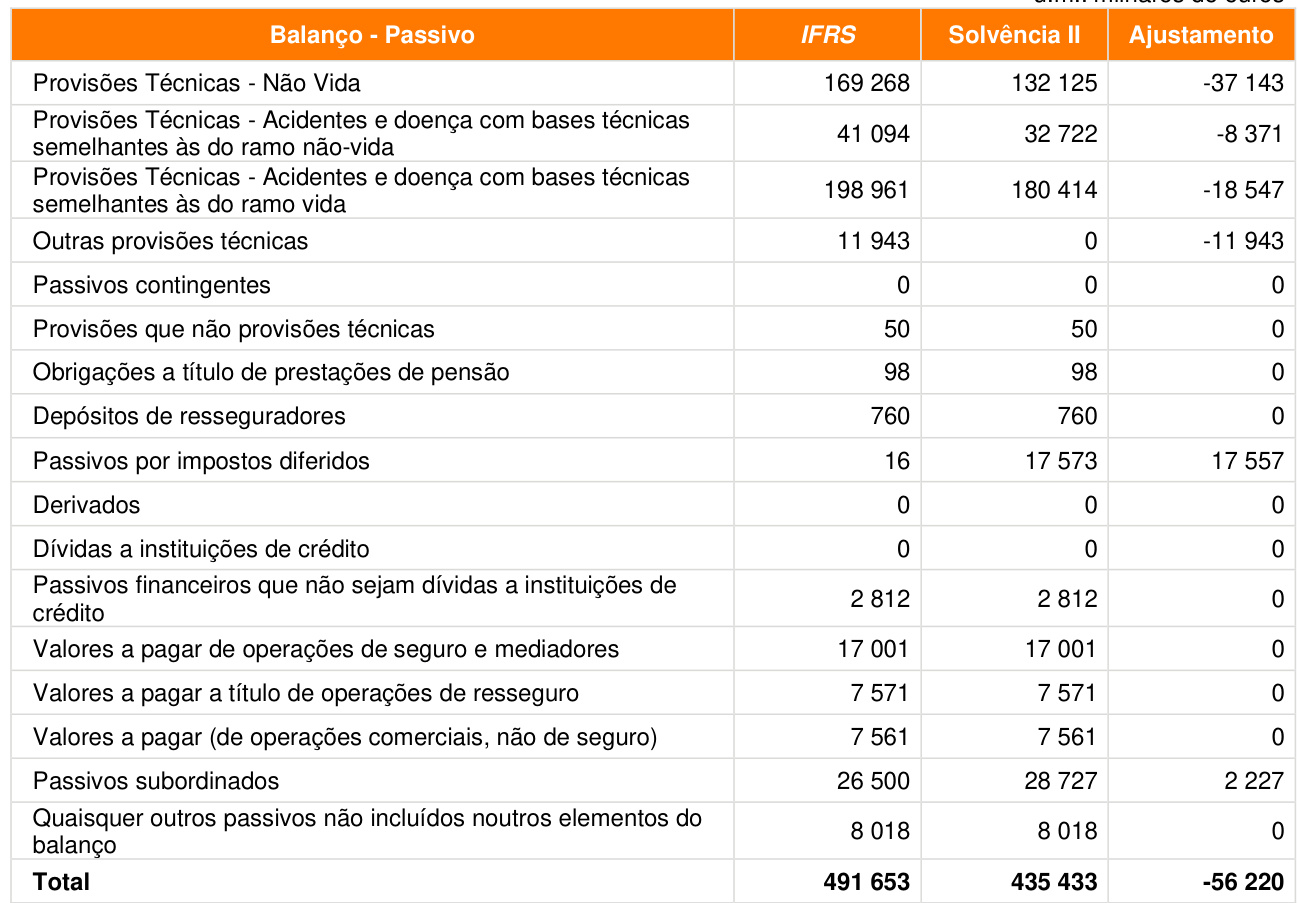 Balanço - Passivo IFRS Solvência II Ajustamento
Provisões Técnicas - Não Vida 169 268 132 125 -37 143
Provisões Técnicas - Acidentes e doença com bases técnicas
semelhantes às do ramo não-vida 41 094 32 722 -8 371
Provisões Técnicas - Acidentes e doença com bases técnicas
semelhantes às do ramo vida 198 961 180 414 -18 547
Outras provisões técnicas 11 943 0 -11 943
Passivos contingentes 0 0 0
Provisões que não provisões técnicas 50 50 0
Obrigações a título de prestações de pensão 98 98 0
Depósitos de resseguradores 760 760 0
Passivos por impostos diferidos 16 17 573 17 557
Derivados 0 0 0
Dívidas a instituições de crédito 0 0 0
Passivos financeiros que não sejam dívidas a instituições de
crédito 2 812 2 812 0
Valores a pagar de operações de seguro e mediadores 17 001 17 001 0
Valores a pagar a título de operações de resseguro 7 571 7 571 0
Valores a pagar (de operações comerciais, não de seguro) 7 561 7 561 0
Passivos subordinados 26 500 28 727 2 227
Quaisquer outros passivos não incluídos noutros elementos do
balanço 8 018 8 018 0
Total 491 653 435 433 -56 220